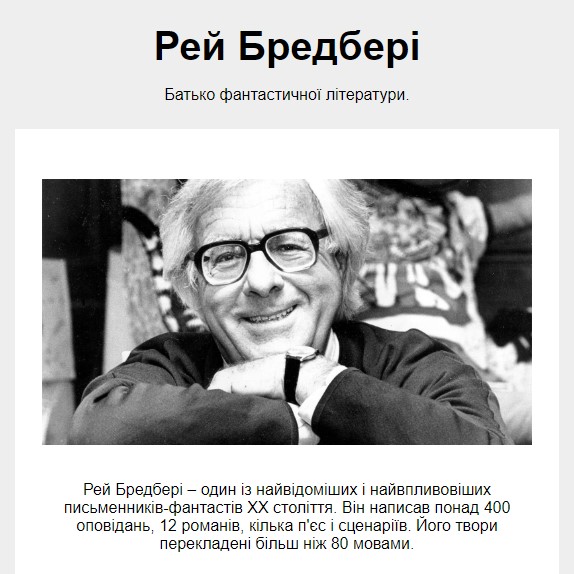 Рей Бредбері
Батько фантастичної літератури.
Рей Бредбері – один із найвідоміших і найвпливовіших
письменників-фантастів XX століття. Він написав понад 400
оповідань, 12 романів, кілька п'єс і сценаріїв. Його твори
перекладені більш ніж 80 мовами.